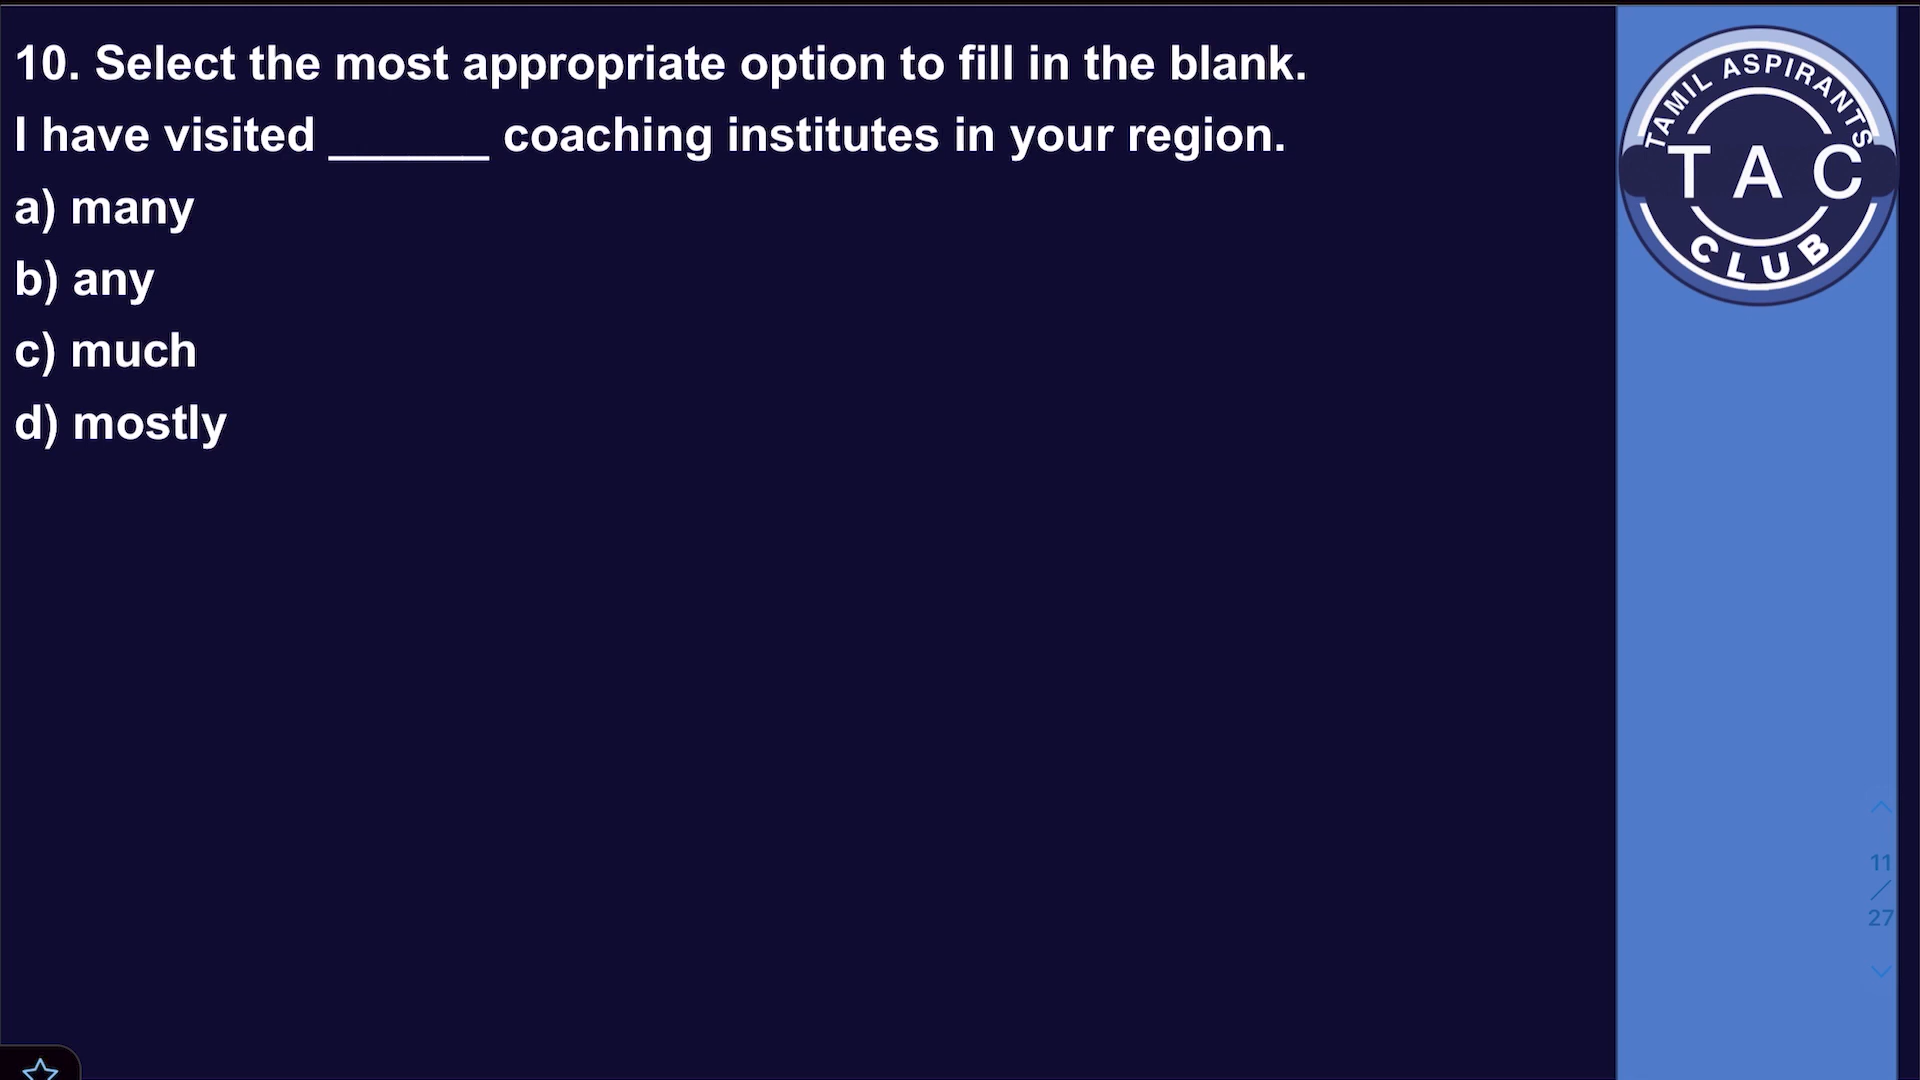 10. Select the most appropriate option to fill in the blank.
I have visited ______ coaching institutes in your region.
a) many
b) any
c) much
d) mostly
TAMIL ASPIRANTS
TAC
CLUB
11
/
27